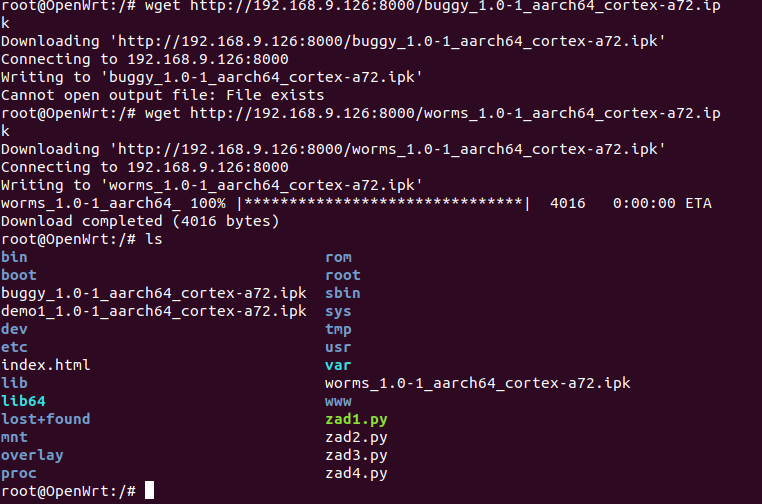 root@OpenWrt:/# wget http://192.168.9.126:8000/buggy_1.0-1_aarch64_cortex-a72.ip
k
Downloading 'http://192.168.9.126:8000/buggy_1.0-1_aarch64_cortex-a72.ipk'
Connecting to 192.168.9.126:8000
Writing to 'buggy_1.0-1_aarch64_cortex-a72.ipk'
Cannot open output file: File exists
root@OpenWrt:/# wget http://192.168.9.126:8000/worms_1.0-1_aarch64_cortex-a72.ip
k
Downloading 'http://192.168.9.126:8000/worms_1.0-1_aarch64_cortex-a72.ipk'
Connecting to 192.168.9.126:8000
Writing to 'worms_1.0-1_aarch64_cortex-a72.ipk'
worms_1.0-1_aarch64_ 100% |*******************************|  4016   0:00:00 ETA
Download completed (4016 bytes)
root@OpenWrt:/# ls
bin                                 rom
boot                                root
buggy_1.0-1_aarch64_cortex-a72.ipk  sbin
demo1_1.0-1_aarch64_cortex-a72.ipk  sys
dev                                 tmp
etc                                 usr
index.html                          var
lib                                 worms_1.0-1_aarch64_cortex-a72.ipk
lib64                               www
lost+found                          zad1.py
mnt                                 zad2.py
overlay                             zad3.py
proc                                zad4.py
root@OpenWrt:/#